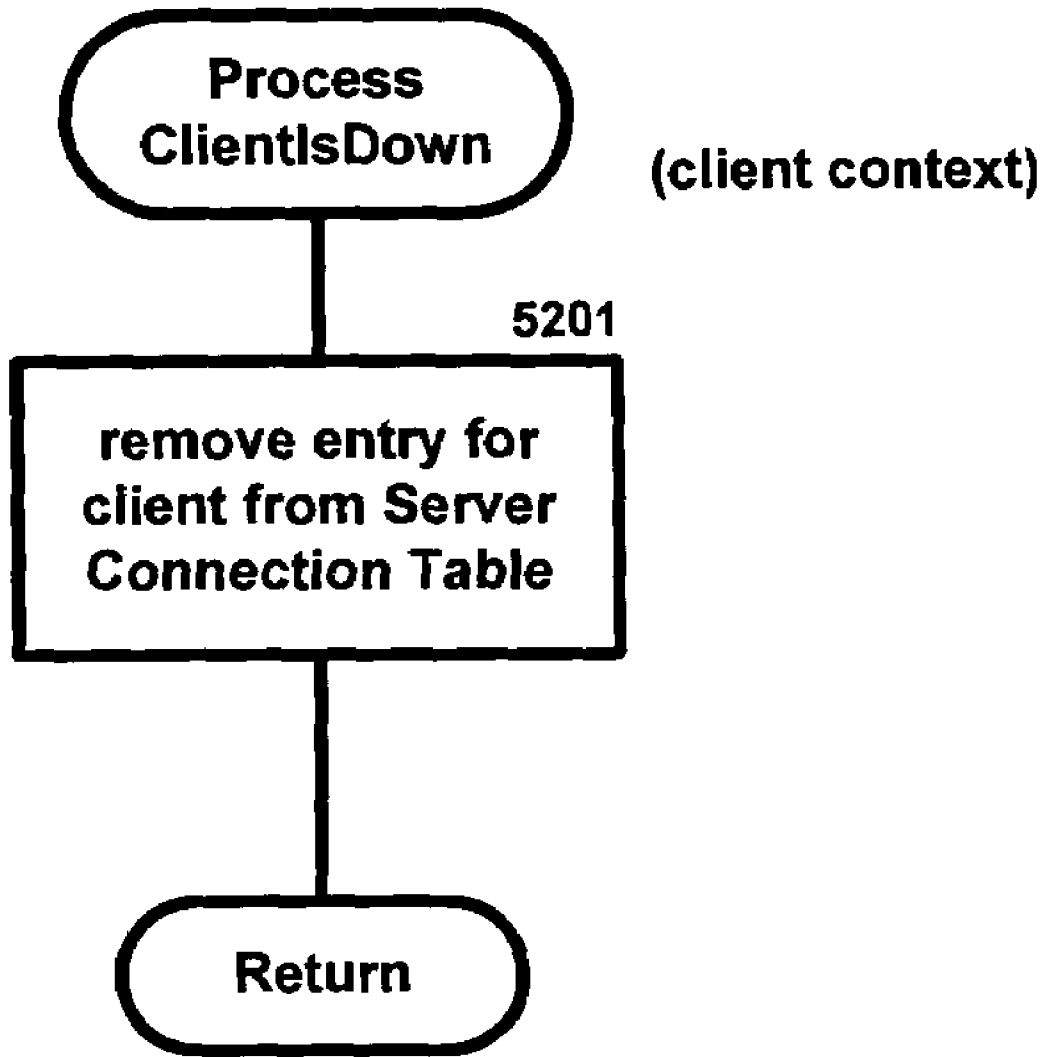 Process
ClientIsDown
(client context)
5201
remove entry for
client from Server
Connection Table
Return